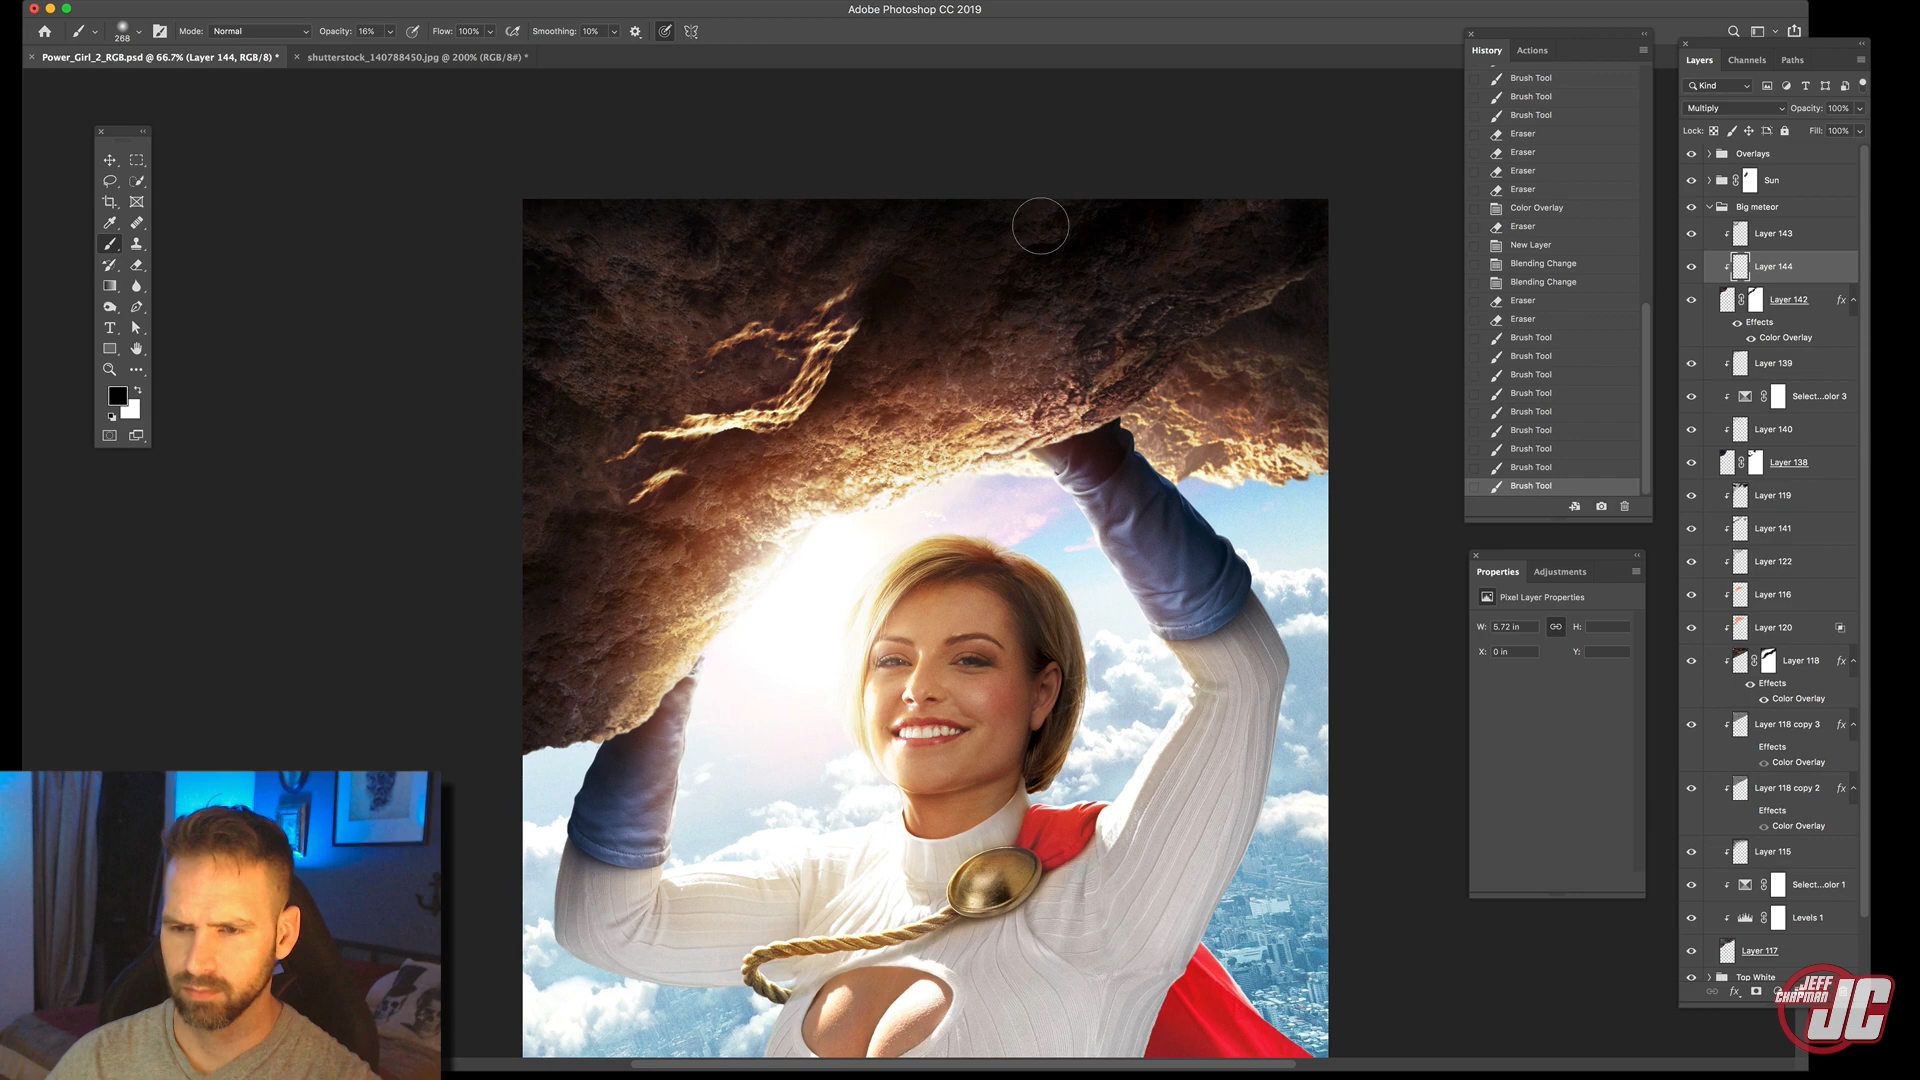 Adobe Photoshop CC 2019
268 Mode: Normal Opacity: 16% Flow: 100% Smoothing: 10%
× Power_Girl_2_RGB.psd @ 66.7% (Layer 144, RGB/8) * × shutterstock_140788450.jpg @ 200% (RGB/8#) *
History Actions
Brush Tool
Brush Tool
Brush Tool
Eraser
Eraser
Eraser
Eraser
Color Overlay
Eraser
New Layer
Blending Change
Blending Change
Eraser
Eraser
Brush Tool
Brush Tool
Brush Tool
Brush Tool
Brush Tool
Brush Tool
Brush Tool
Brush Tool
Brush Tool
Properties Adjustments
Pixel Layer Properties
W: 5.72 in H:
X: 0 in Y:
Layers Channels Paths
Kind
Multiply Opacity: 100%
Lock: Fill: 100%
Overlays
Sun
Big meteor
Layer 143
Layer 144
Layer 142 fx
Effects
Color Overlay
Layer 139
Select...olor 3
Layer 140
Layer 138
Layer 119
Layer 141
Layer 122
Layer 116
Layer 120
Layer 118 fx
Effects
Color Overlay
Layer 118 copy 3 fx
Effects
Color Overlay
Layer 118 copy 2 fx
Effects
Color Overlay
Layer 115
Select...olor 1
Levels 1
Layer 117
Top White
fx
JEFF
CHAPMAN JC